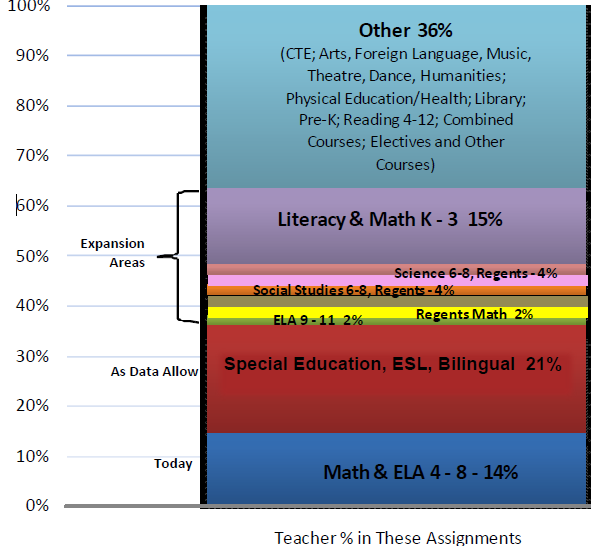 100%
90%
80%
70%
60%
50%
40%
30%
20%
10%
0%
Expansion
Areas
As Data Allow
Today
Other 36%
(CTE; Arts, Foreign Language, Music,
Theatre, Dance, Humanities;
Physical Education/Health; Library;
Pre-K; Reading 4-12; Combined
Courses; Electives and Other
Courses)
Literacy & Math K - 3 15%
Science 6-8, Regents - 4%
Social Studies 6-8, Regents - 4%
Regents Math 2%
ELA 9 - 11 2%
Special Education, ESL, Bilingual 21%
Math & ELA 4 - 8 - 14%
Teacher % in These Assignments